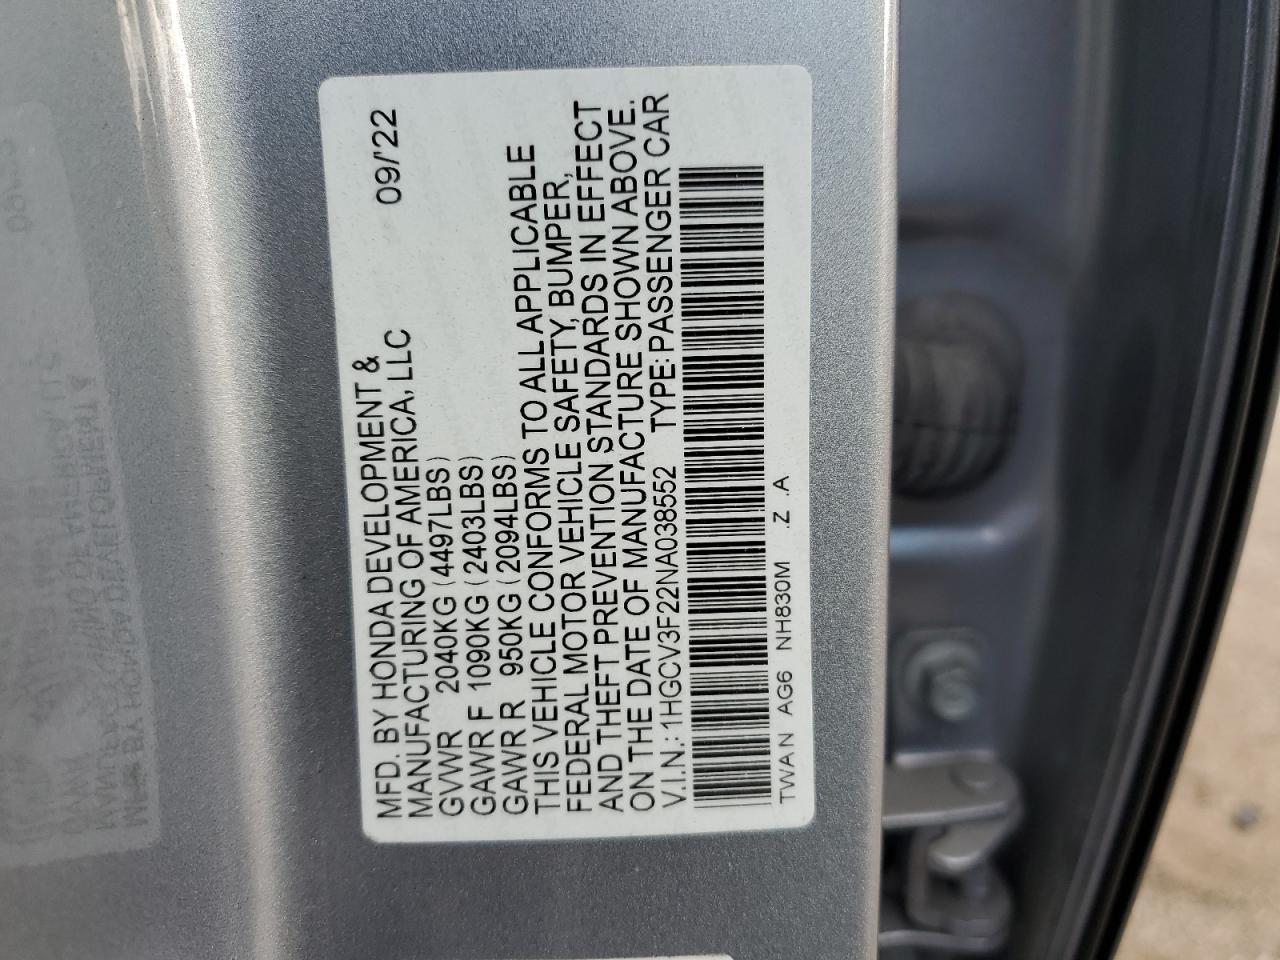 MFD. BY HONDA DEVELOPMENT &
MANUFACTURING OF AMERICA, LLC 09/'22
GVWR 2040KG (4497LBS)
GAWR F 1090KG (2403LBS)
GAWR R 950KG (2094LBS)
THIS VEHICLE CONFORMS TO ALL APPLICABLE
FEDERAL MOTOR VEHICLE SAFETY, BUMPER,
AND THEFT PREVENTION STANDARDS IN EFFECT
ON THE DATE OF MANUFACTURE SHOWN ABOVE.
V.I.N.: 1HGCV3F22NA038552 TYPE: PASSENGER CAR
TWAN AG6 NH830M .Z .A